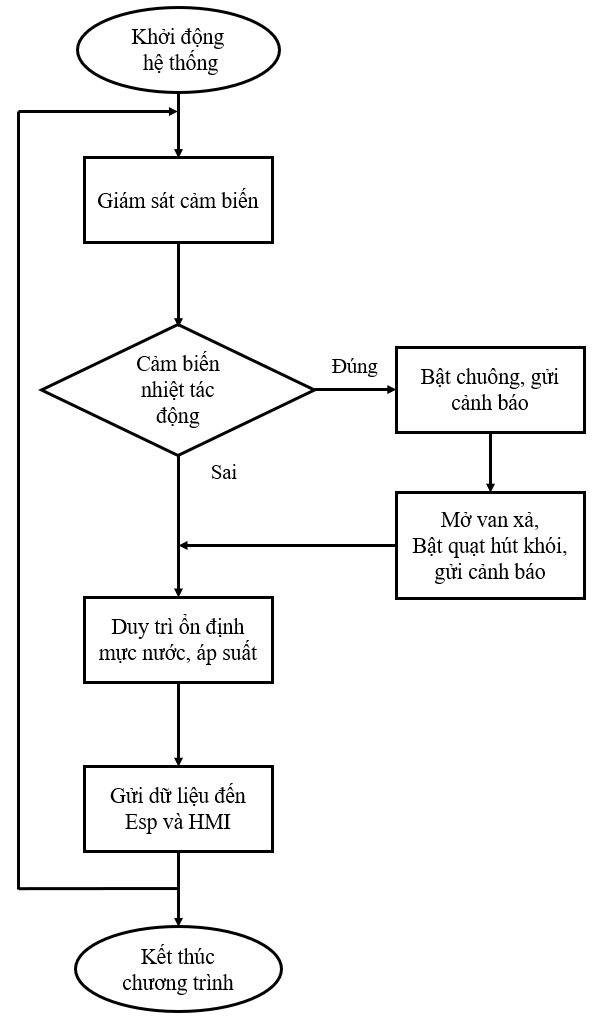 Khởi động
hệ thống
Giám sát cảm biến
Cảm biến
nhiệt tác
động
Đúng
Bật chuông, gửi
cảnh báo
Sai
Mở van xả,
Bật quạt hút khói,
gửi cảnh báo
Duy trì ổn định
mực nước, áp suất
Gửi dữ liệu đến
Esp và HMI
Kết thúc
chương trình